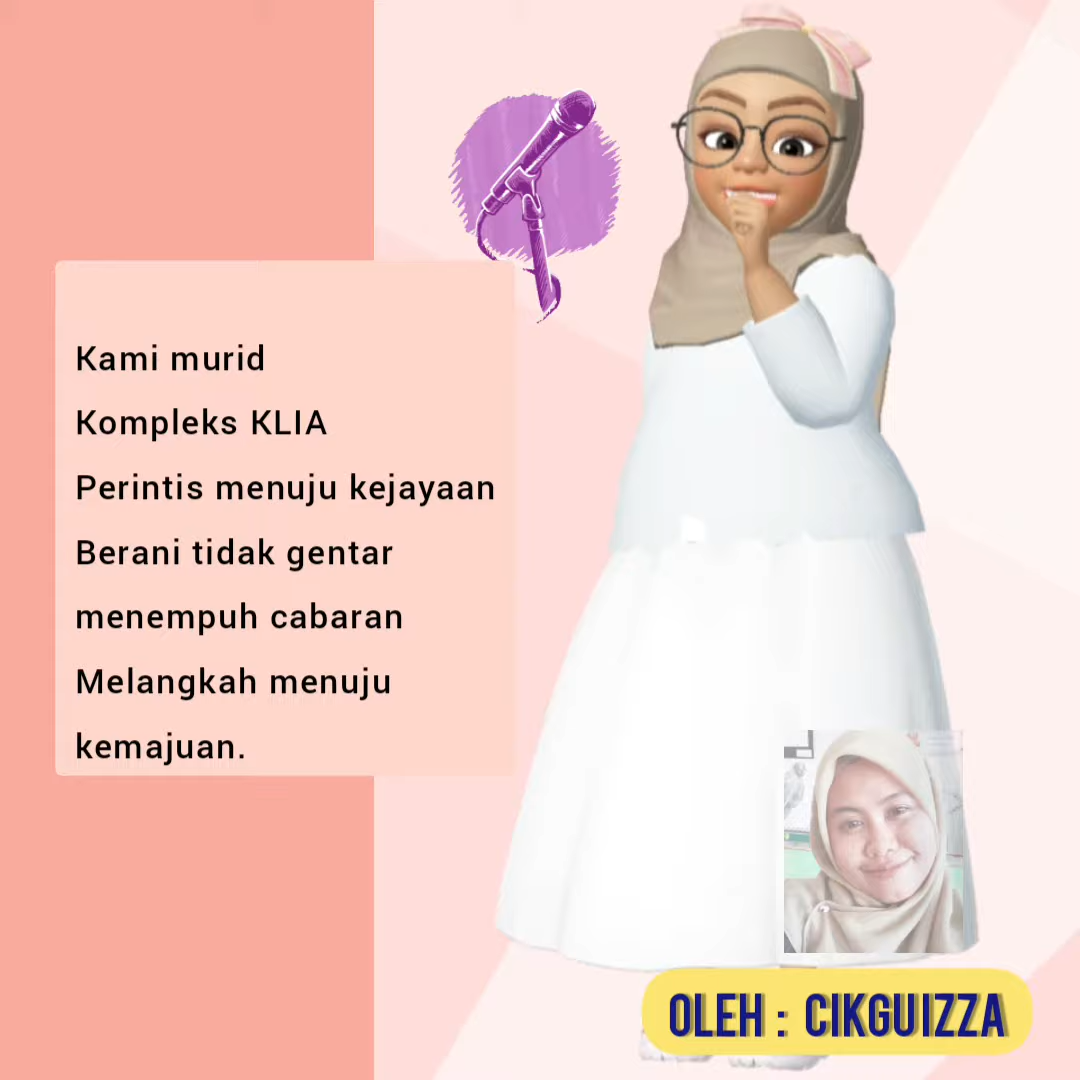 Kami murid
Kompleks KLIA
Perintis menuju kejayaan
Berani tidak gentar
menempuh cabaran
Melangkah menuju
kemajuan.
OLEH : CIKGUIZZA